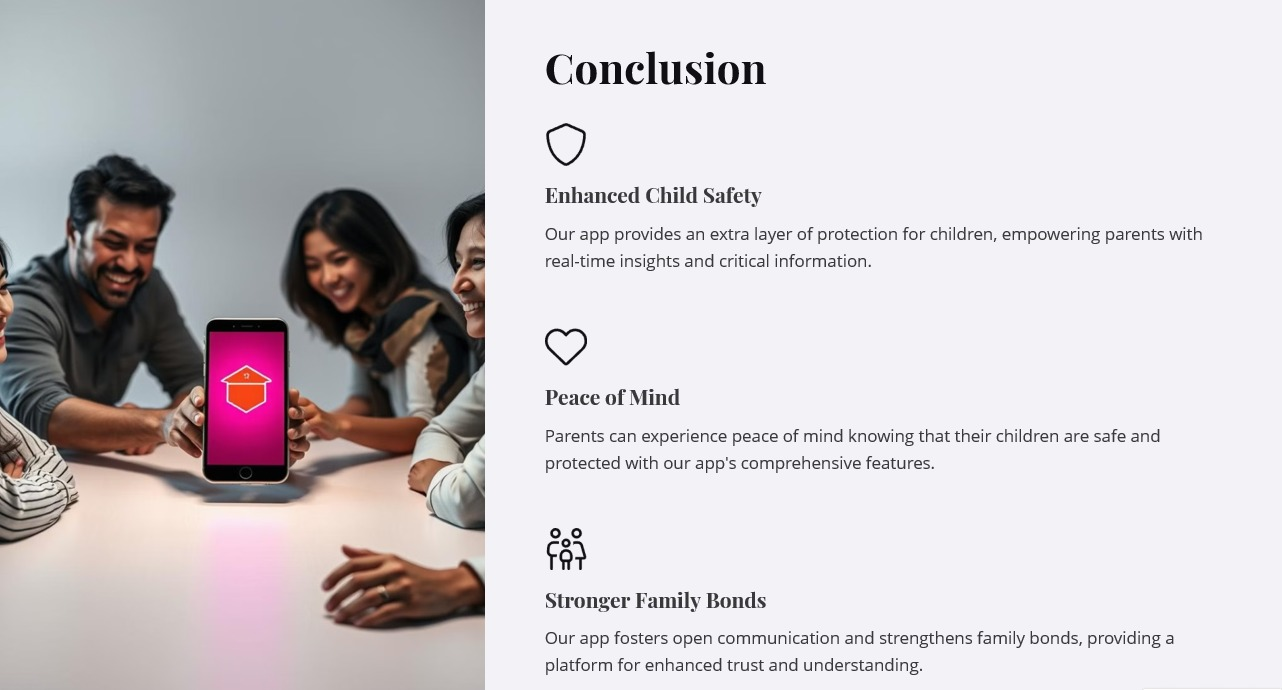 Conclusion
Enhanced Child Safety
Our app provides an extra layer of protection for children, empowering parents with
real-time insights and critical information.
Peace of Mind
Parents can experience peace of mind knowing that their children are safe and
protected with our app's comprehensive features.
Stronger Family Bonds
Our app fosters open communication and strengthens family bonds, providing a
platform for enhanced trust and understanding.